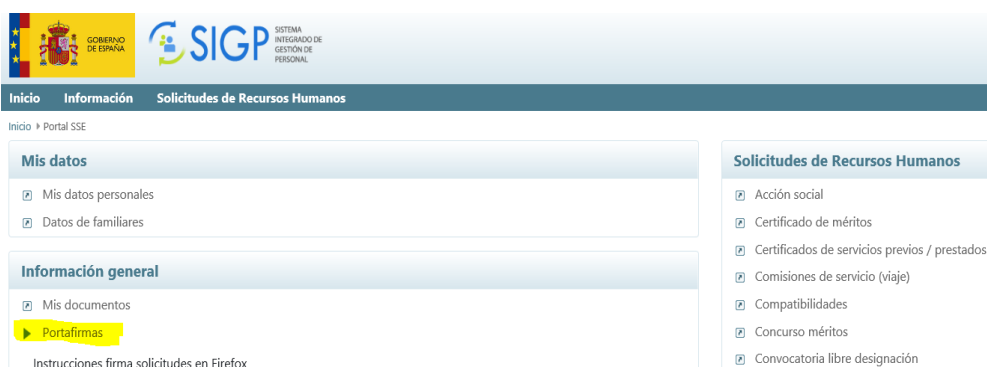 GOBIERNO
DE ESPAÑA
SIGP
SISTEMA
INTEGRADO DE
GESTIÓN DE
PERSONAL
Inicio Información Solicitudes de Recursos Humanos
Inicio Portal SSE
Mis datos
Mis datos personales
Datos de familiares
Información general
Mis documentos
Portafirmas
Instrucciones firma solicitudes en Firefox
Solicitudes de Recursos Humanos
Acción social
Certificado de méritos
Certificados de servicios previos / prestados
Comisiones de servicio (viaje)
Compatibilidades
Concurso méritos
Convocatoria libre designación